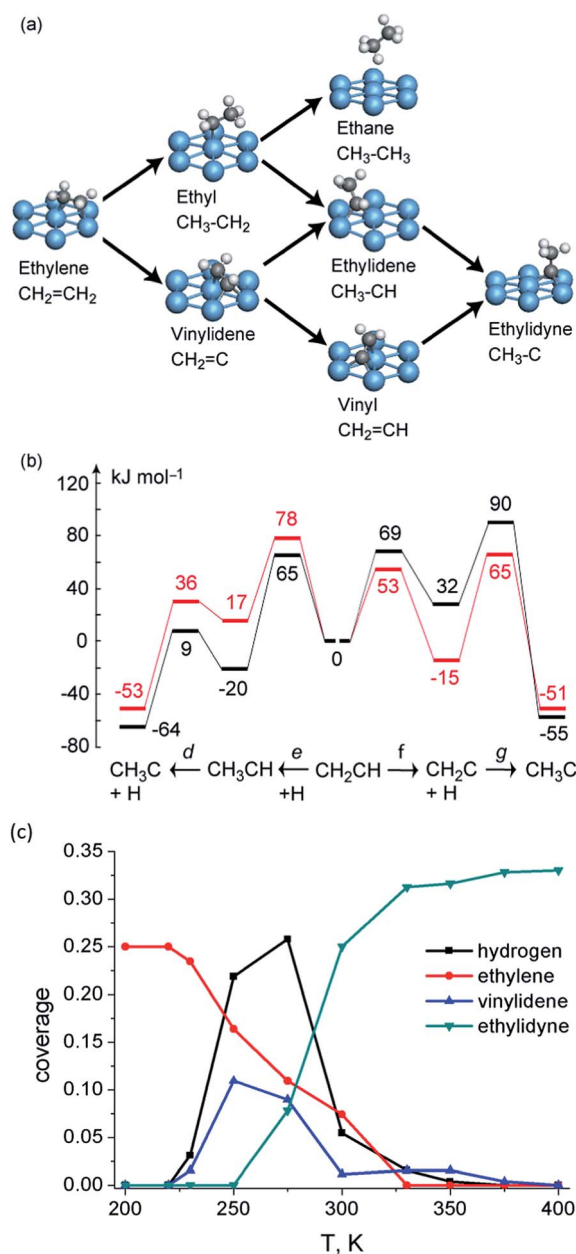 (a)
Ethane
CH3-CH3
Ethyl
CH3-CH2
Ethylene
CH2=CH2
Ethylidene
CH3-CH
Vinylidene
CH2=C
Ethylidyne
CH3-C
Vinyl
CH2=CH
(b)
kJ mol−1
120
80
40
0
-40
-60
-80
-53
-64
36
9
17
-20
78
65
0
69
53
32
-15
90
65
-51
-55
d e f g
CH3C CH3CH CH2CH CH2C CH3C
+ H +H + H
(c)
0.35
0.30
0.25
0.20
0.15
0.10
0.05
0.00
coverage
hydrogen
ethylene
vinylidene
ethylidyne
200 250 300 350 400
T, K